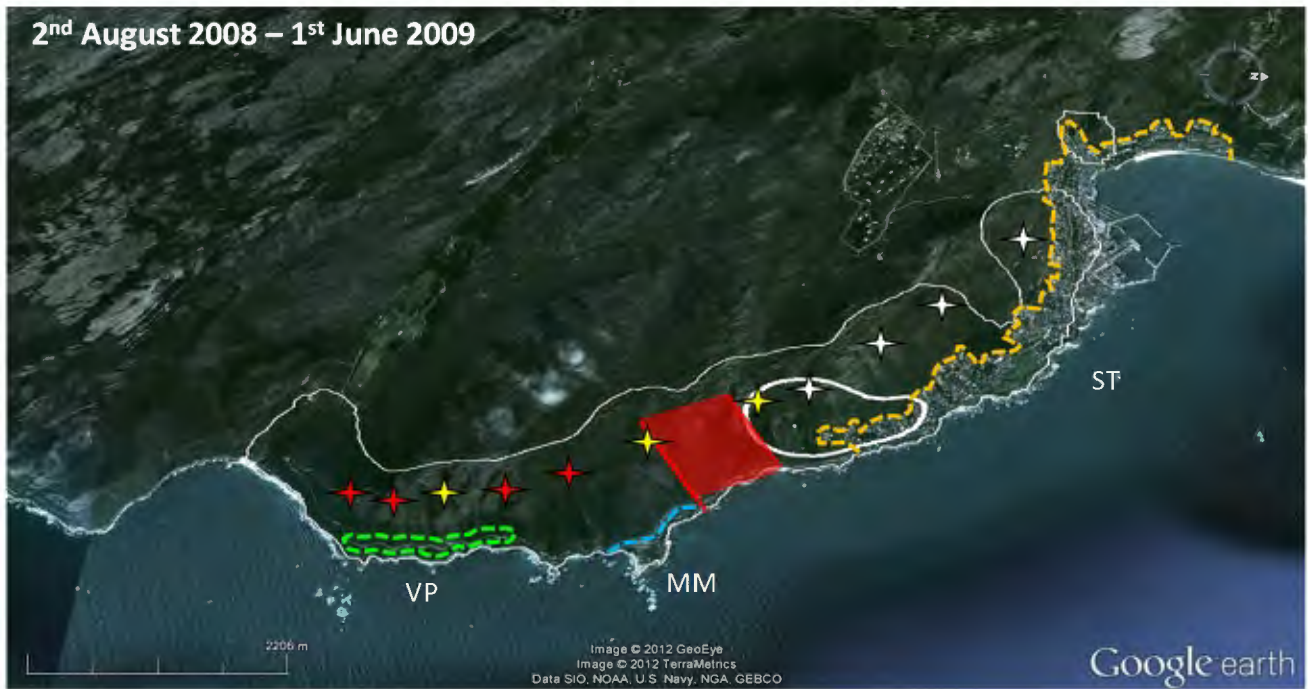 2nd August 2008 – 1st June 2009
N
ST
MM
VP
2206 m
Image © 2012 GeoEye
Image © 2012 TerraMetrics
Data SIO, NOAA, U.S. Navy, NGA, GEBCO
Google earth